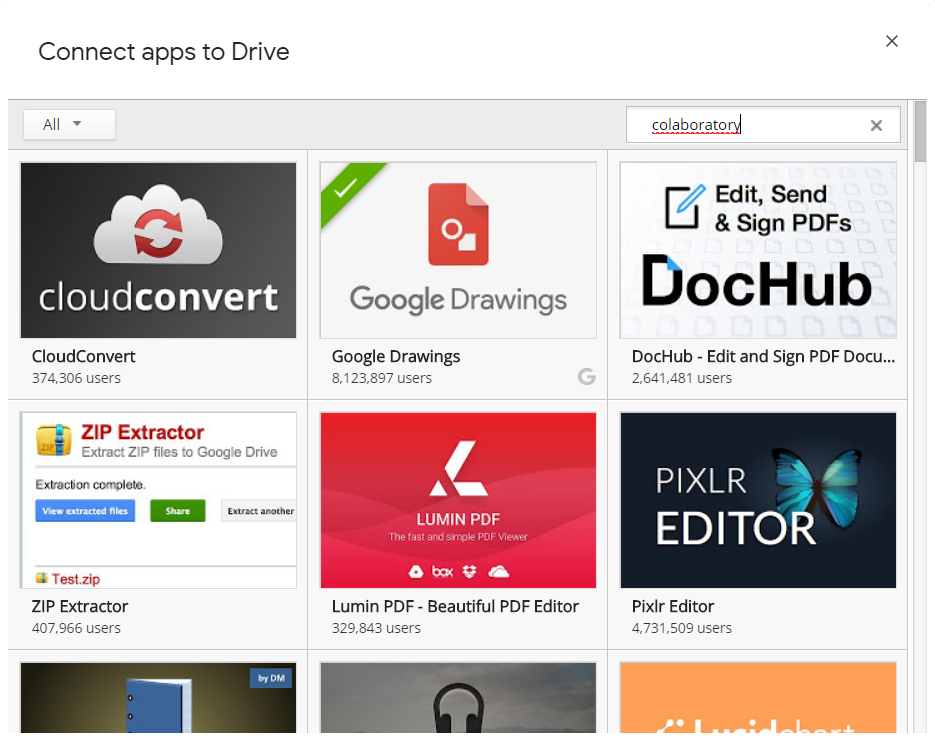 Connect apps to Drive
All
colaboratory
cloudconvert
CloudConvert
374,306 users
Google Drawings
Google Drawings
8,123,897 users
G
Edit, Send
& Sign PDFs
DocHub
DocHub - Edit and Sign PDF Docu...
2,641,481 users
ZIP
ZIP Extractor
Extract ZIP files to Google Drive
Extraction complete.
View extracted files
Share
Extract another
Test.zip
ZIP Extractor
407,966 users
LUMIN PDF
The fast and simple PDF Viewer
box
Lumin PDF - Beautiful PDF Editor
329,843 users
PIXLR
EDITOR
Pixlr Editor
4,731,509 users
by DM
Lucidchart